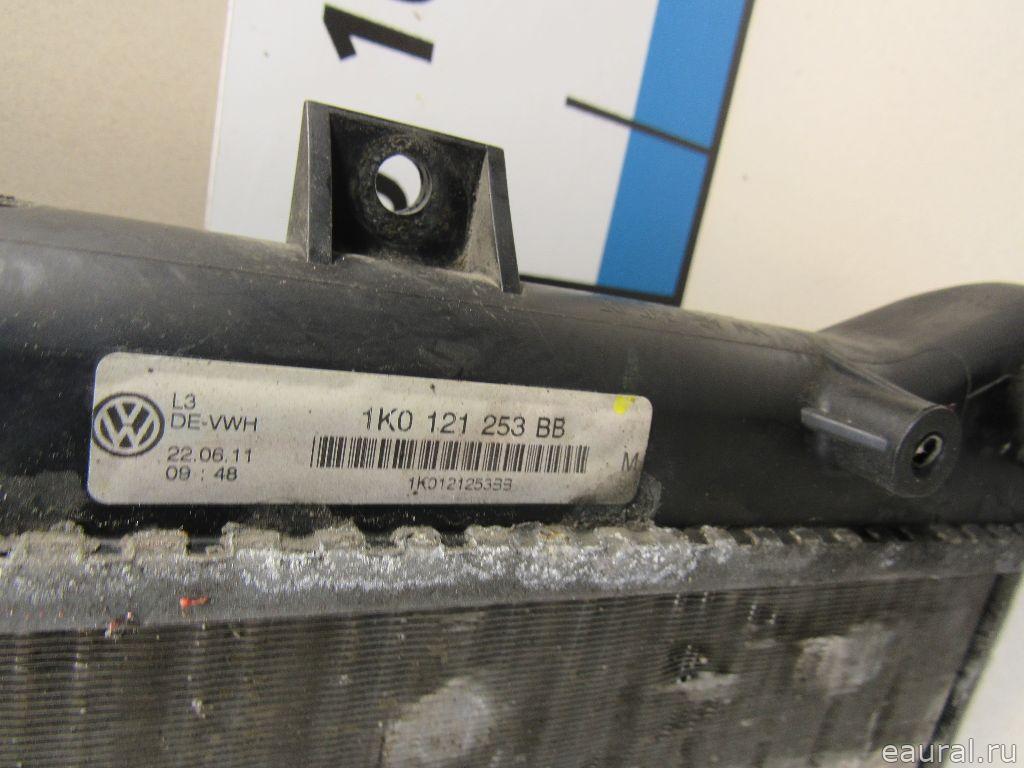 L3
DE-VWH
22.06.11
09 : 48
1K0 121 253 BB
1K0121253BB
M
eaural.ru